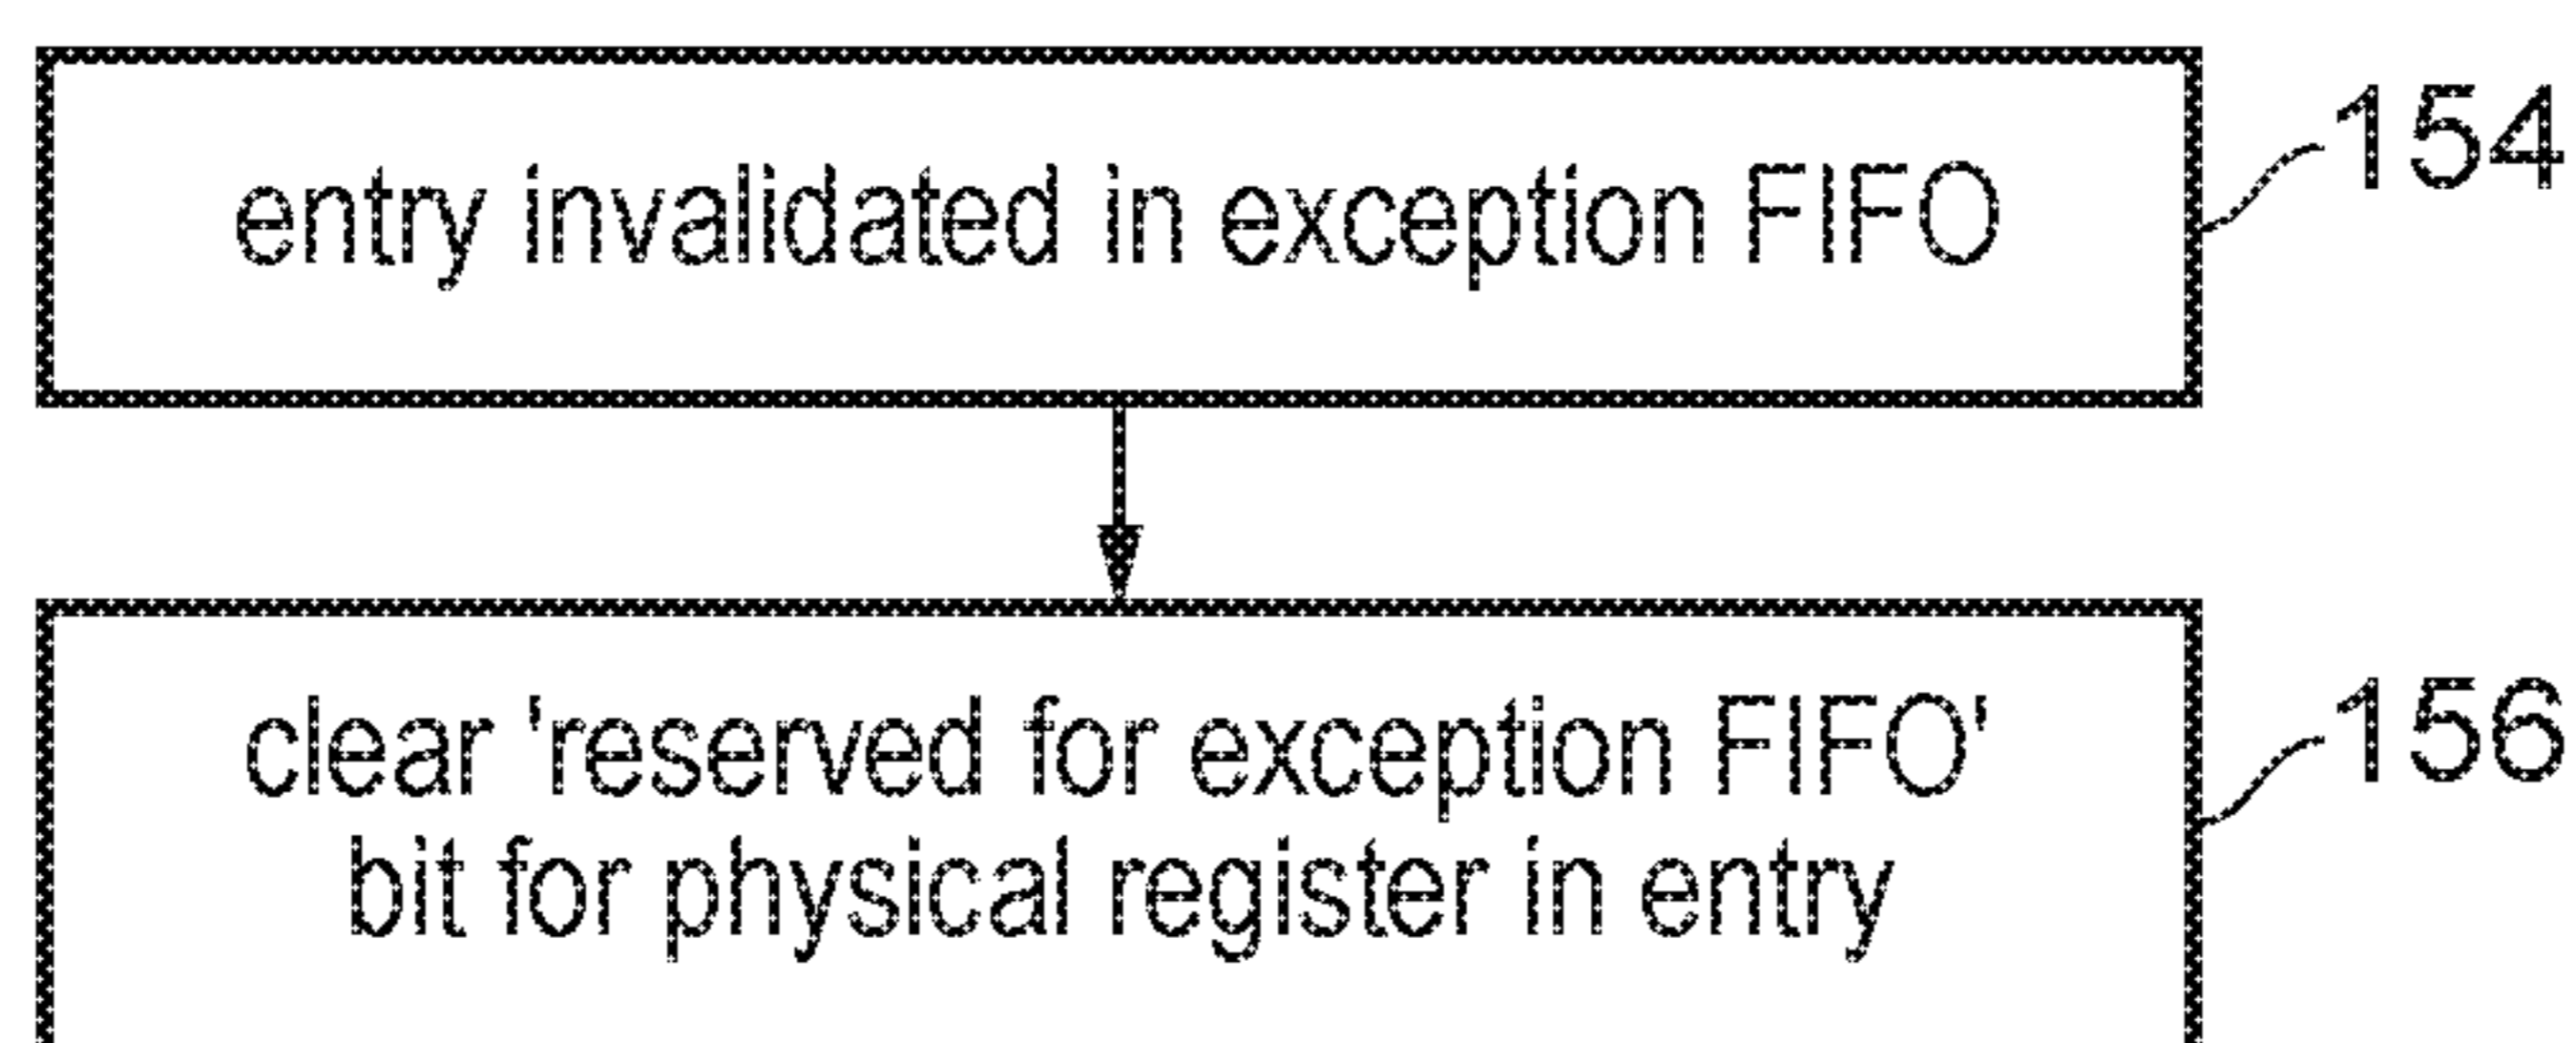 154
entry invalidated in exception FIFO
156
clear 'reserved for exception FIFO'
bit for physical register in entry